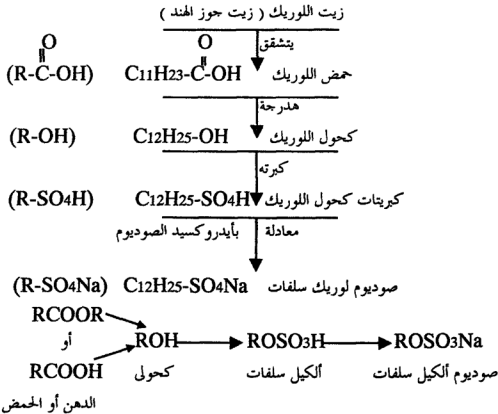 زيت اللوريك ( زيت جوز الهند )
يتشقق
(R-C-OH) O C11H23-C-OH O حمض اللوريك
هدرجة
(R-OH) C12H25-OH كحول اللوريك
كبرته
(R-SO4H) C12H25-SO4H كبريتات كحول اللوريك
معادلة بأيدروكسيد الصوديوم
(R-SO4Na) C12H25-SO4Na صوديوم لوريك سلفات
RCOOR
أو ROH ROSO3H ROSO3Na
RCOOH كحولى ألكيل سلفات صوديوم ألكيل سلفات
الدهن أو الحمض